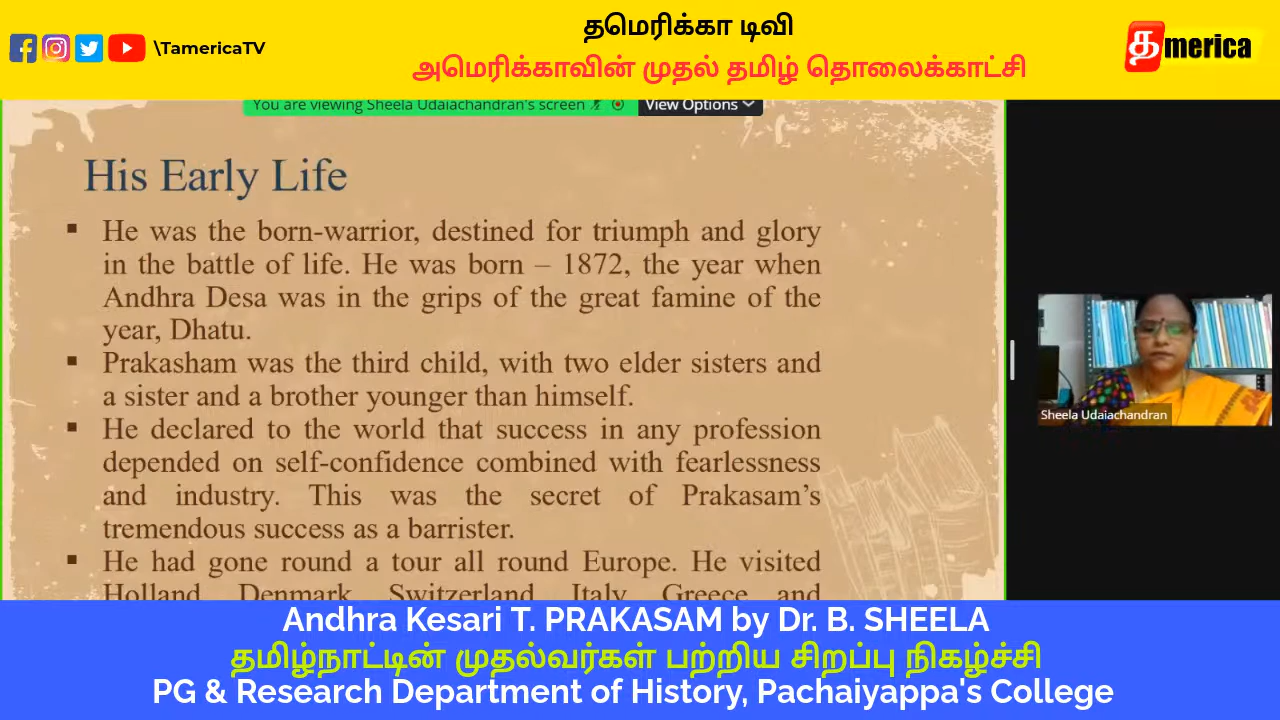 தமெரிக்கா டிவி
\TamericaTV
அமெரிக்காவின் முதல் தமிழ் தொலைக்காட்சி
தmerica
You are viewing Sheela Udaiachandran's screen
View Options
His Early Life
▪ He was the born-warrior, destined for triumph and glory
in the battle of life. He was born – 1872, the year when
Andhra Desa was in the grips of the great famine of the
year, Dhatu.
▪ Prakasham was the third child, with two elder sisters and
a sister and a brother younger than himself.
▪ He declared to the world that success in any profession
depended on self-confidence combined with fearlessness
and industry. This was the secret of Prakasam’s
tremendous success as a barrister.
▪ He had gone round a tour all round Europe. He visited
Holland, Denmark, Switzerland, Italy, Greece and
Sheela Udaiachandran
Andhra Kesari T. PRAKASAM by Dr. B. SHEELA
தமிழ்நாட்டின் முதல்வர்கள் பற்றிய சிறப்பு நிகழ்ச்சி
PG & Research Department of History, Pachaiyappa's College